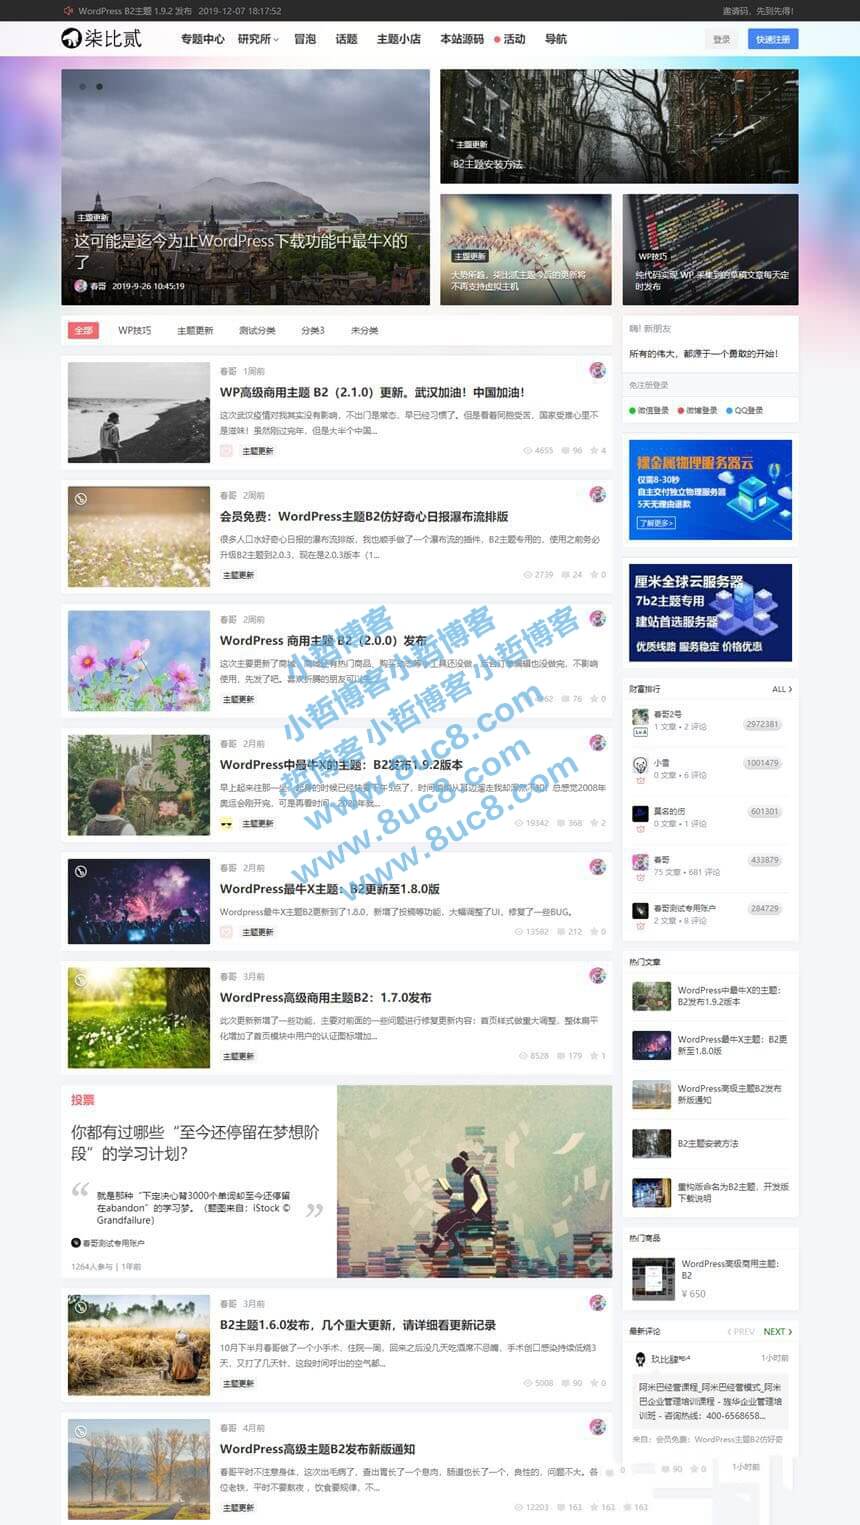 WordPress B2主题 1.9.2 发布 2019-12-07 18:17:52
邀请码,先到先得!
柒比贰
专题中心 研究所 冒泡 话题 主题小店 本站源码 活动 导航
登录 快速注册
主题更新
这可能是迄今为止WordPress下载功能中最牛X的
了
春哥 2019-9-26 10:45:19
主题更新
B2主题安装方法
主题更新
大势所趋,柒比贰主题今后的更新将
不再支持虚拟主机
WP技巧
纯代码实现 WP 采集到的草稿文章每天定
时发布
全部 WP技巧 主题更新 测试分类 分类3 未分类
嗨! 新朋友
所有的伟大,都源于一个勇敢的开始!
免注册登录
微信登录 微博登录 QQ登录
春哥 1周前
WP高级商用主题 B2(2.1.0)更新。武汉加油!中国加油!
这次武汉疫情对我其实没有影响,不出门是常态,早已经习惯了。但是看着同胞受苦,国家受难心里不
是滋味!虽然刚过完年,但是大半个中国...
主题更新
4655 96 4
春哥 2周前
会员免费:WordPress主题B2仿好奇心日报瀑布流排版
很多人口水好奇心日报的瀑布流排版,我也顺手做了一个瀑布流的插件,B2主题专用的,使用之前务必
升级B2主题到2.0.3,现在是2.0.3版本(1...
主题更新
2739 24 0
春哥 2周前
WordPress 商用主题 B2(2.0.0)发布
这次主要更新了商城,
使用,先发了吧。喜欢折腾的朋友可以
主题更新
62 76 0
春哥 2月前
WordPress中最牛X的主题:B2发布1.9.2版本
早上起来往那一坐,
奥运会刚开完,可是再看时间,2020年就...
主题更新
19342 368 2
春哥 2月前
Wordpress最牛X主题:B2更新至1.8.0版
Wordpress最牛X主题B2更新到了1.8.0,新增了投稿等功能,大幅调整了UI,修复了一些BUG。
主题更新
13582 212 0
春哥 3月前
WordPress高级商用主题B2:1.7.0发布
此次更新新增了一些功能,主要对前面的一些问题进行修复更新内容:首页样式做重大调整,整体扁平
化增加了首页模块中用户的认证图标增加...
主题更新
8528 179 1
投票
你都有过哪些“至今还停留在梦想阶
段”的学习计划?
就是那种“下定决心背3000个单词却至今还停留
在abandon”的学习梦。(题图来自:iStock ©
Grandfailure)
春哥测试专用账户
1264人参与 | 1年前
春哥 3月前
B2主题1.6.0发布,几个重大更新,请详细看更新记录
10月下半月春哥做了一个小手术,住院一周,回来之后没几天吃酒席不忌嘴,手术创口感染持续低烧3
天,又打了几天针,这段时间呼出的空气都...
主题更新
5008 90 0
春哥 4月前
WordPress高级主题B2发布新版通知
春哥平时不注意身体,这次出毛病了,查出胃长了一个息肉,肠道也长了一个,良性的,问题不大。各
位老铁,平时不要熬夜,饮食要规律,不...
主题更新
12203 163 163 163
裸金属物理服务器云
仅需8-30秒
自主交付独立物理服务器
5天无理由退款
了解更多>
厘米全球云服务器
7b2主题专用
建站首选服务器
优质线路 服务稳定 价格优惠
财富排行 ALL
春哥2号 2972381
1 文章 • 2 评论
小雪 1001479
0 文章 • 6 评论
莫名的伤 601301
0 文章 • 1 评论
春哥 433879
75 文章 • 681 评论
春哥测试专用账户 284729
2 文章 • 8 评论
热门文章
WordPress中最牛X的主题:
B2发布1.9.2版本
WordPress最牛X主题:B2更
新至1.8.0版
WordPress高级主题B2发布
新版通知
B2主题安装方法
重构版命名为B2主题,开发版
下载说明
热门商品
WordPress高级商用主题:
B2
¥ 650
最新评论 PREV NEXT
1小时前
阿米巴经营课程_阿米巴经营模式_阿米
巴企业管理培训课程 - 旌华企业管理培
训班 - 咨询热线:400-6568658...
来自:会员免费:WordPress主题B2仿好奇
0 90 0
1小时前
小哲博客
小哲博客 小哲博客
哲博客 小哲博客 小哲博客
www.8uc8.com
www.8uc8.com
www.8uc8.com